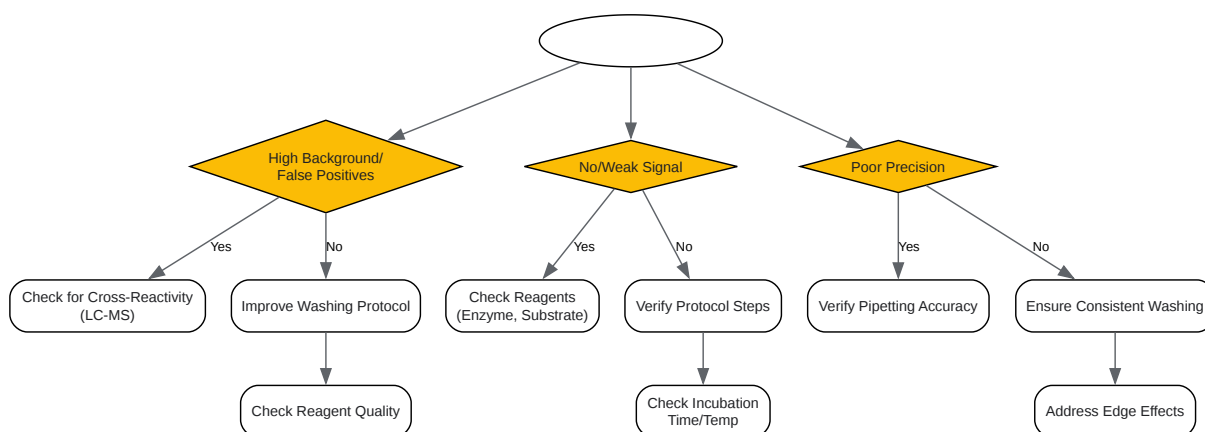 High Background/
False Positives
No/Weak Signal
Poor Precision
Yes
No
Yes
No
Yes
No
Check for Cross-Reactivity
(LC-MS)
Improve Washing Protocol
Check Reagents
(Enzyme, Substrate)
Verify Protocol Steps
Verify Pipetting Accuracy
Ensure Consistent Washing
Check Reagent Quality
Check Incubation
Time/Temp
Address Edge Effects